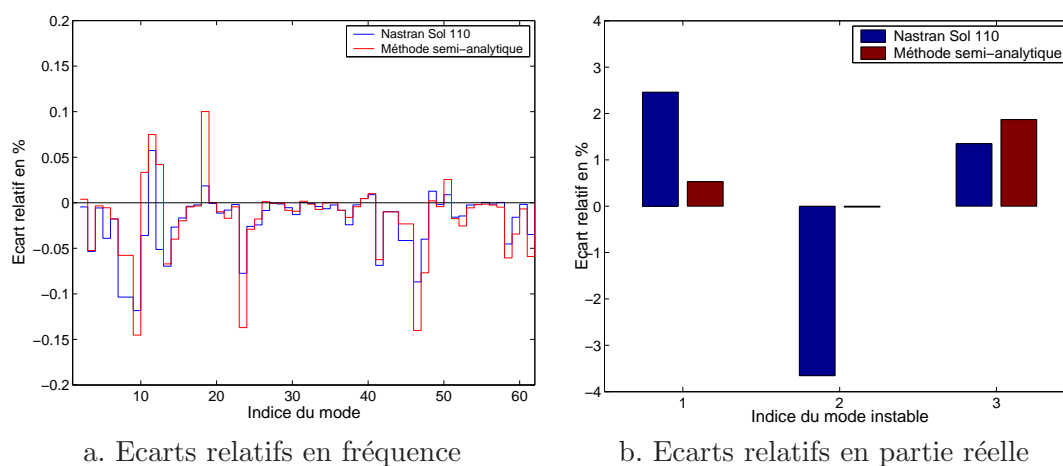 0.2
0.15
0.1
0.05
0
−0.05
−0.1
−0.15
−0.2
Ecart relatif en %
10 20 30 40 50 60
Indice du mode
Nastran Sol 110
Méthode semi−analytique
a. Ecarts relatifs en fréquence
4
3
2
1
0
−1
−2
−3
−4
Ecart relatif en %
1 2 3
Indice du mode instable
Nastran Sol 110
Méthode semi−analytique
b. Ecarts relatifs en partie réelle